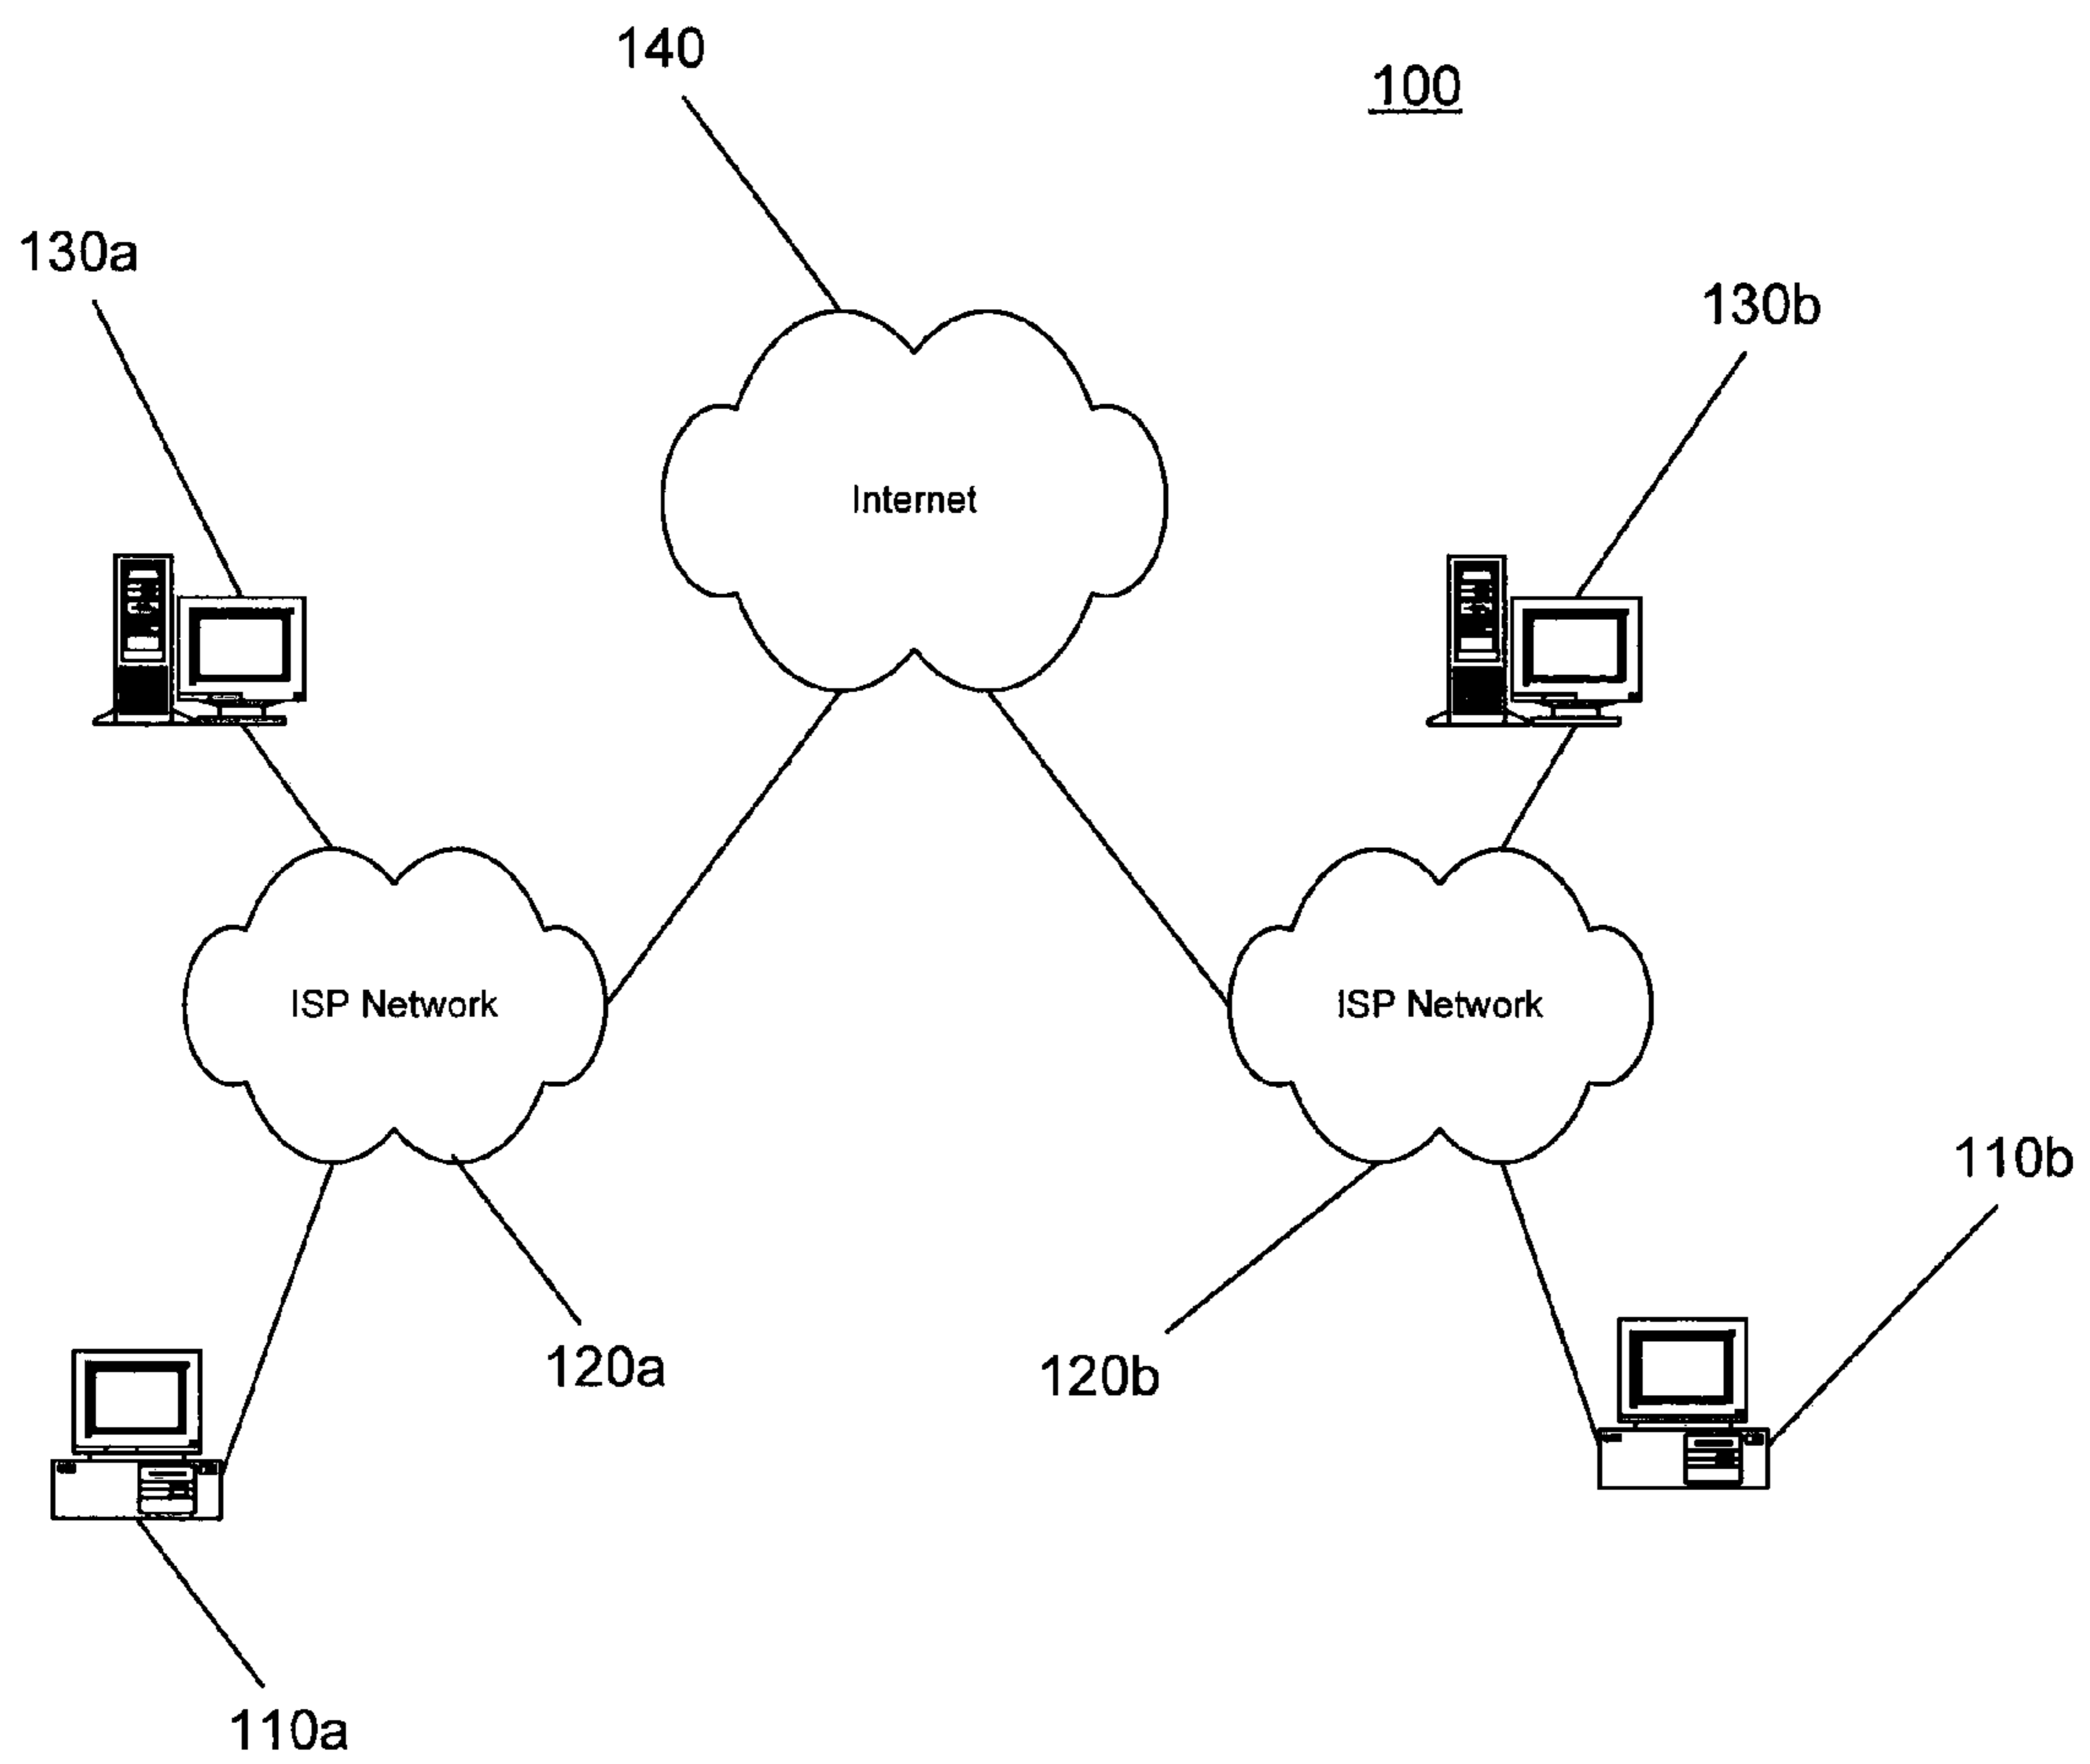 140
100
130a
130b
Internet
ISP Network
ISP Network
110b
120a
120b
110a